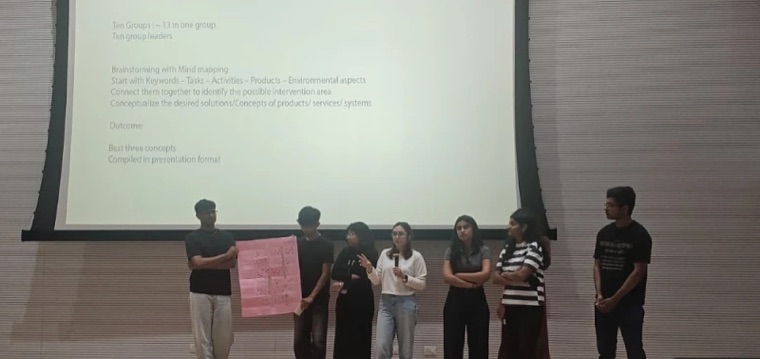 Ten Groups : ~ 13 in one group
Ten group leaders
Brainstorming with Mind mapping
Start with Keywords – Tasks – Activities – Products – Environmental aspects
Connect them together to identify the possible intervention area
Conceptualize the desired solutions/Concepts of products/ services/ systems
Outcome:
Best three concepts
Compiled in presentation format